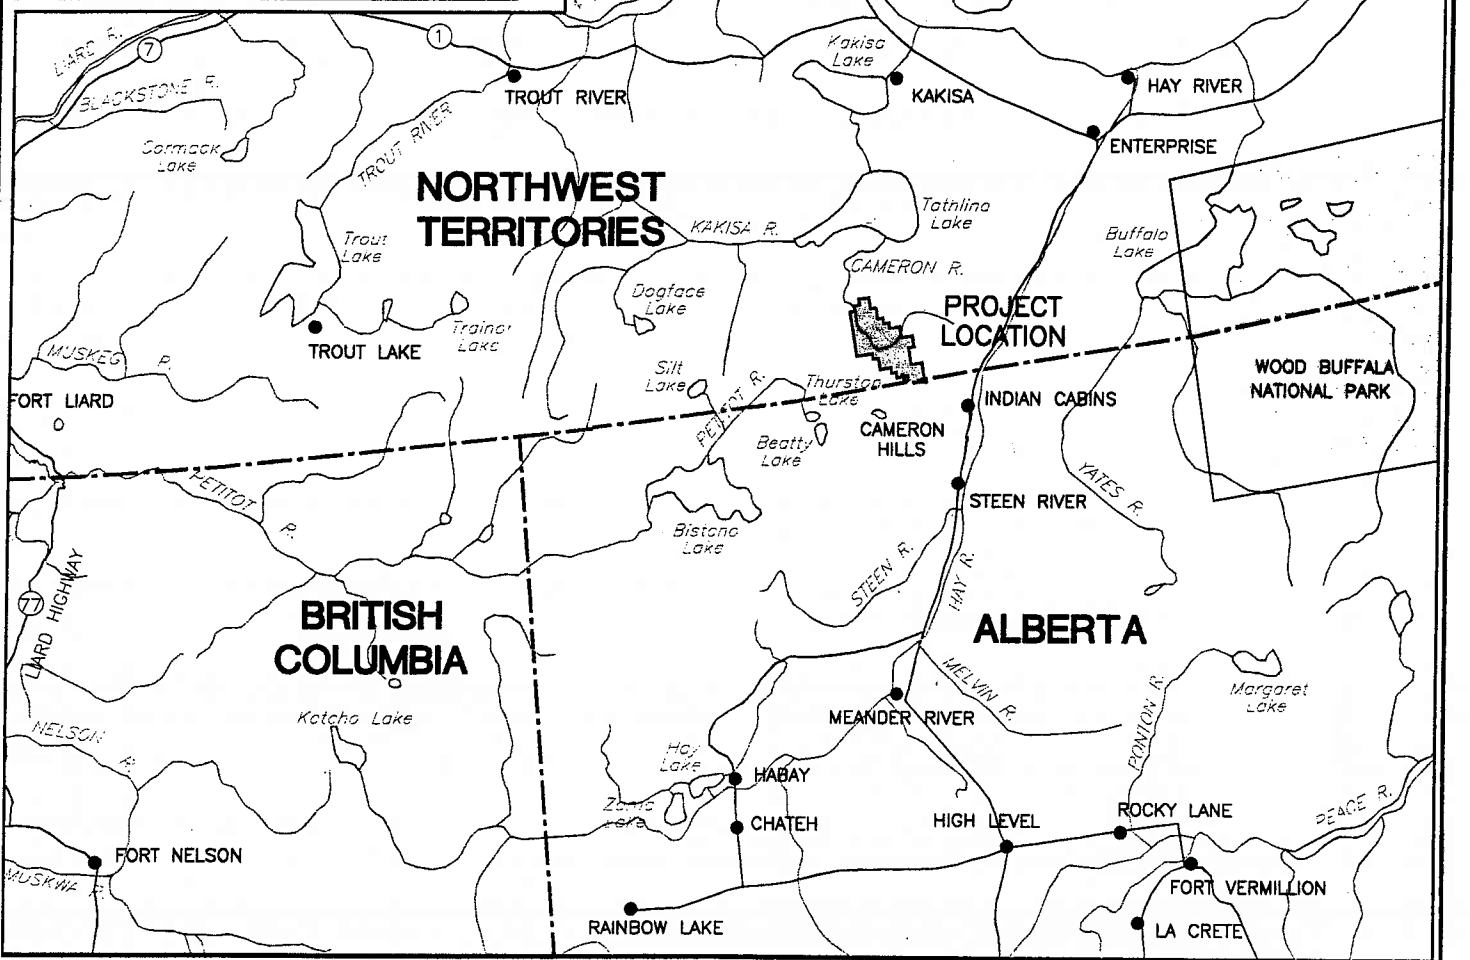 LIARD R.
7
1
BLACKSTONE R.
TROUT RIVER
TROUT RIVER
Kakisa
Lake
KAKISA
HAY RIVER
ENTERPRISE
Cormack
Lake
NORTHWEST
TERRITORIES
Trout
Lake
KAKISA R.
Tathlina
Lake
Buffalo
Lake
CAMERON R.
Dogface
Lake
PROJECT
LOCATION
TROUT LAKE
Trainor
Lake
MUSKEG R.
FORT LIARD
Silt
Lake
PETITOT R.
Thurston
Lake
Beatty
Lake
CAMERON
HILLS
INDIAN CABINS
WOOD BUFFALA
NATIONAL PARK
STEEN RIVER
YATES R.
PETITOT R.
Bistcho
Lake
STEEN R.
HAY R.
77
LIARD HIGHWAY
BRITISH
COLUMBIA
ALBERTA
MELVIN R.
MEANDER RIVER
PONTON R.
Margaret
Lake
Kotcho Lake
NELSON R.
Hay
Lake
HABAY
Zama
Lake
CHATEH
HIGH LEVEL
ROCKY LANE
PEACE R.
FORT NELSON
MUSKWA R.
FORT VERMILLION
RAINBOW LAKE
LA CRETE